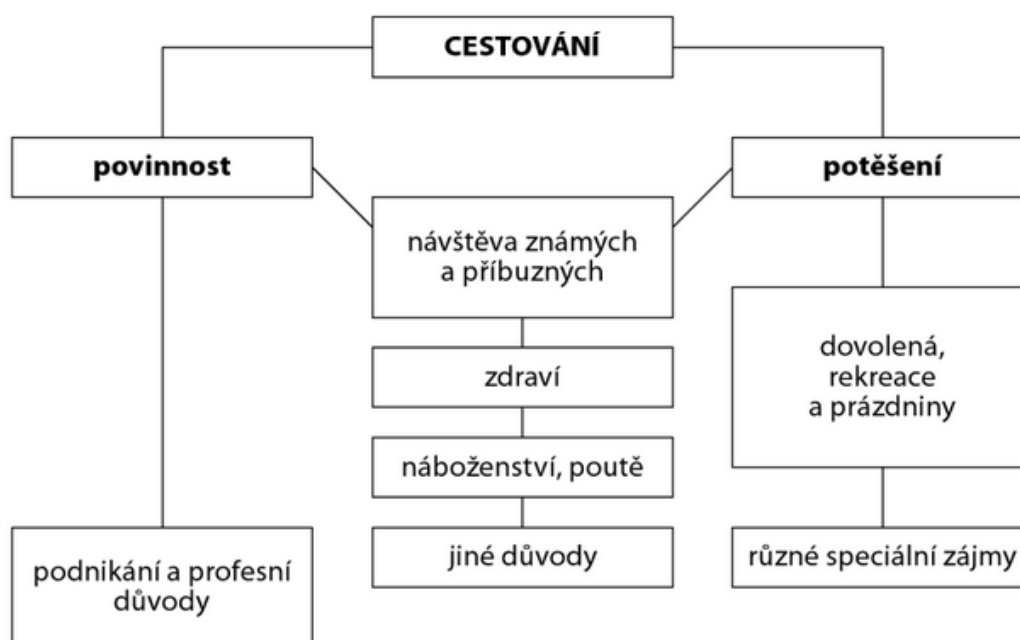 CESTOVÁNÍ
povinnost
potěšení
návštěva známých
a příbuzných
zdraví
náboženství, poutě
jiné důvody
dovolená,
rekreace
a prázdniny
podnikání a profesní
důvody
různé speciální zájmy